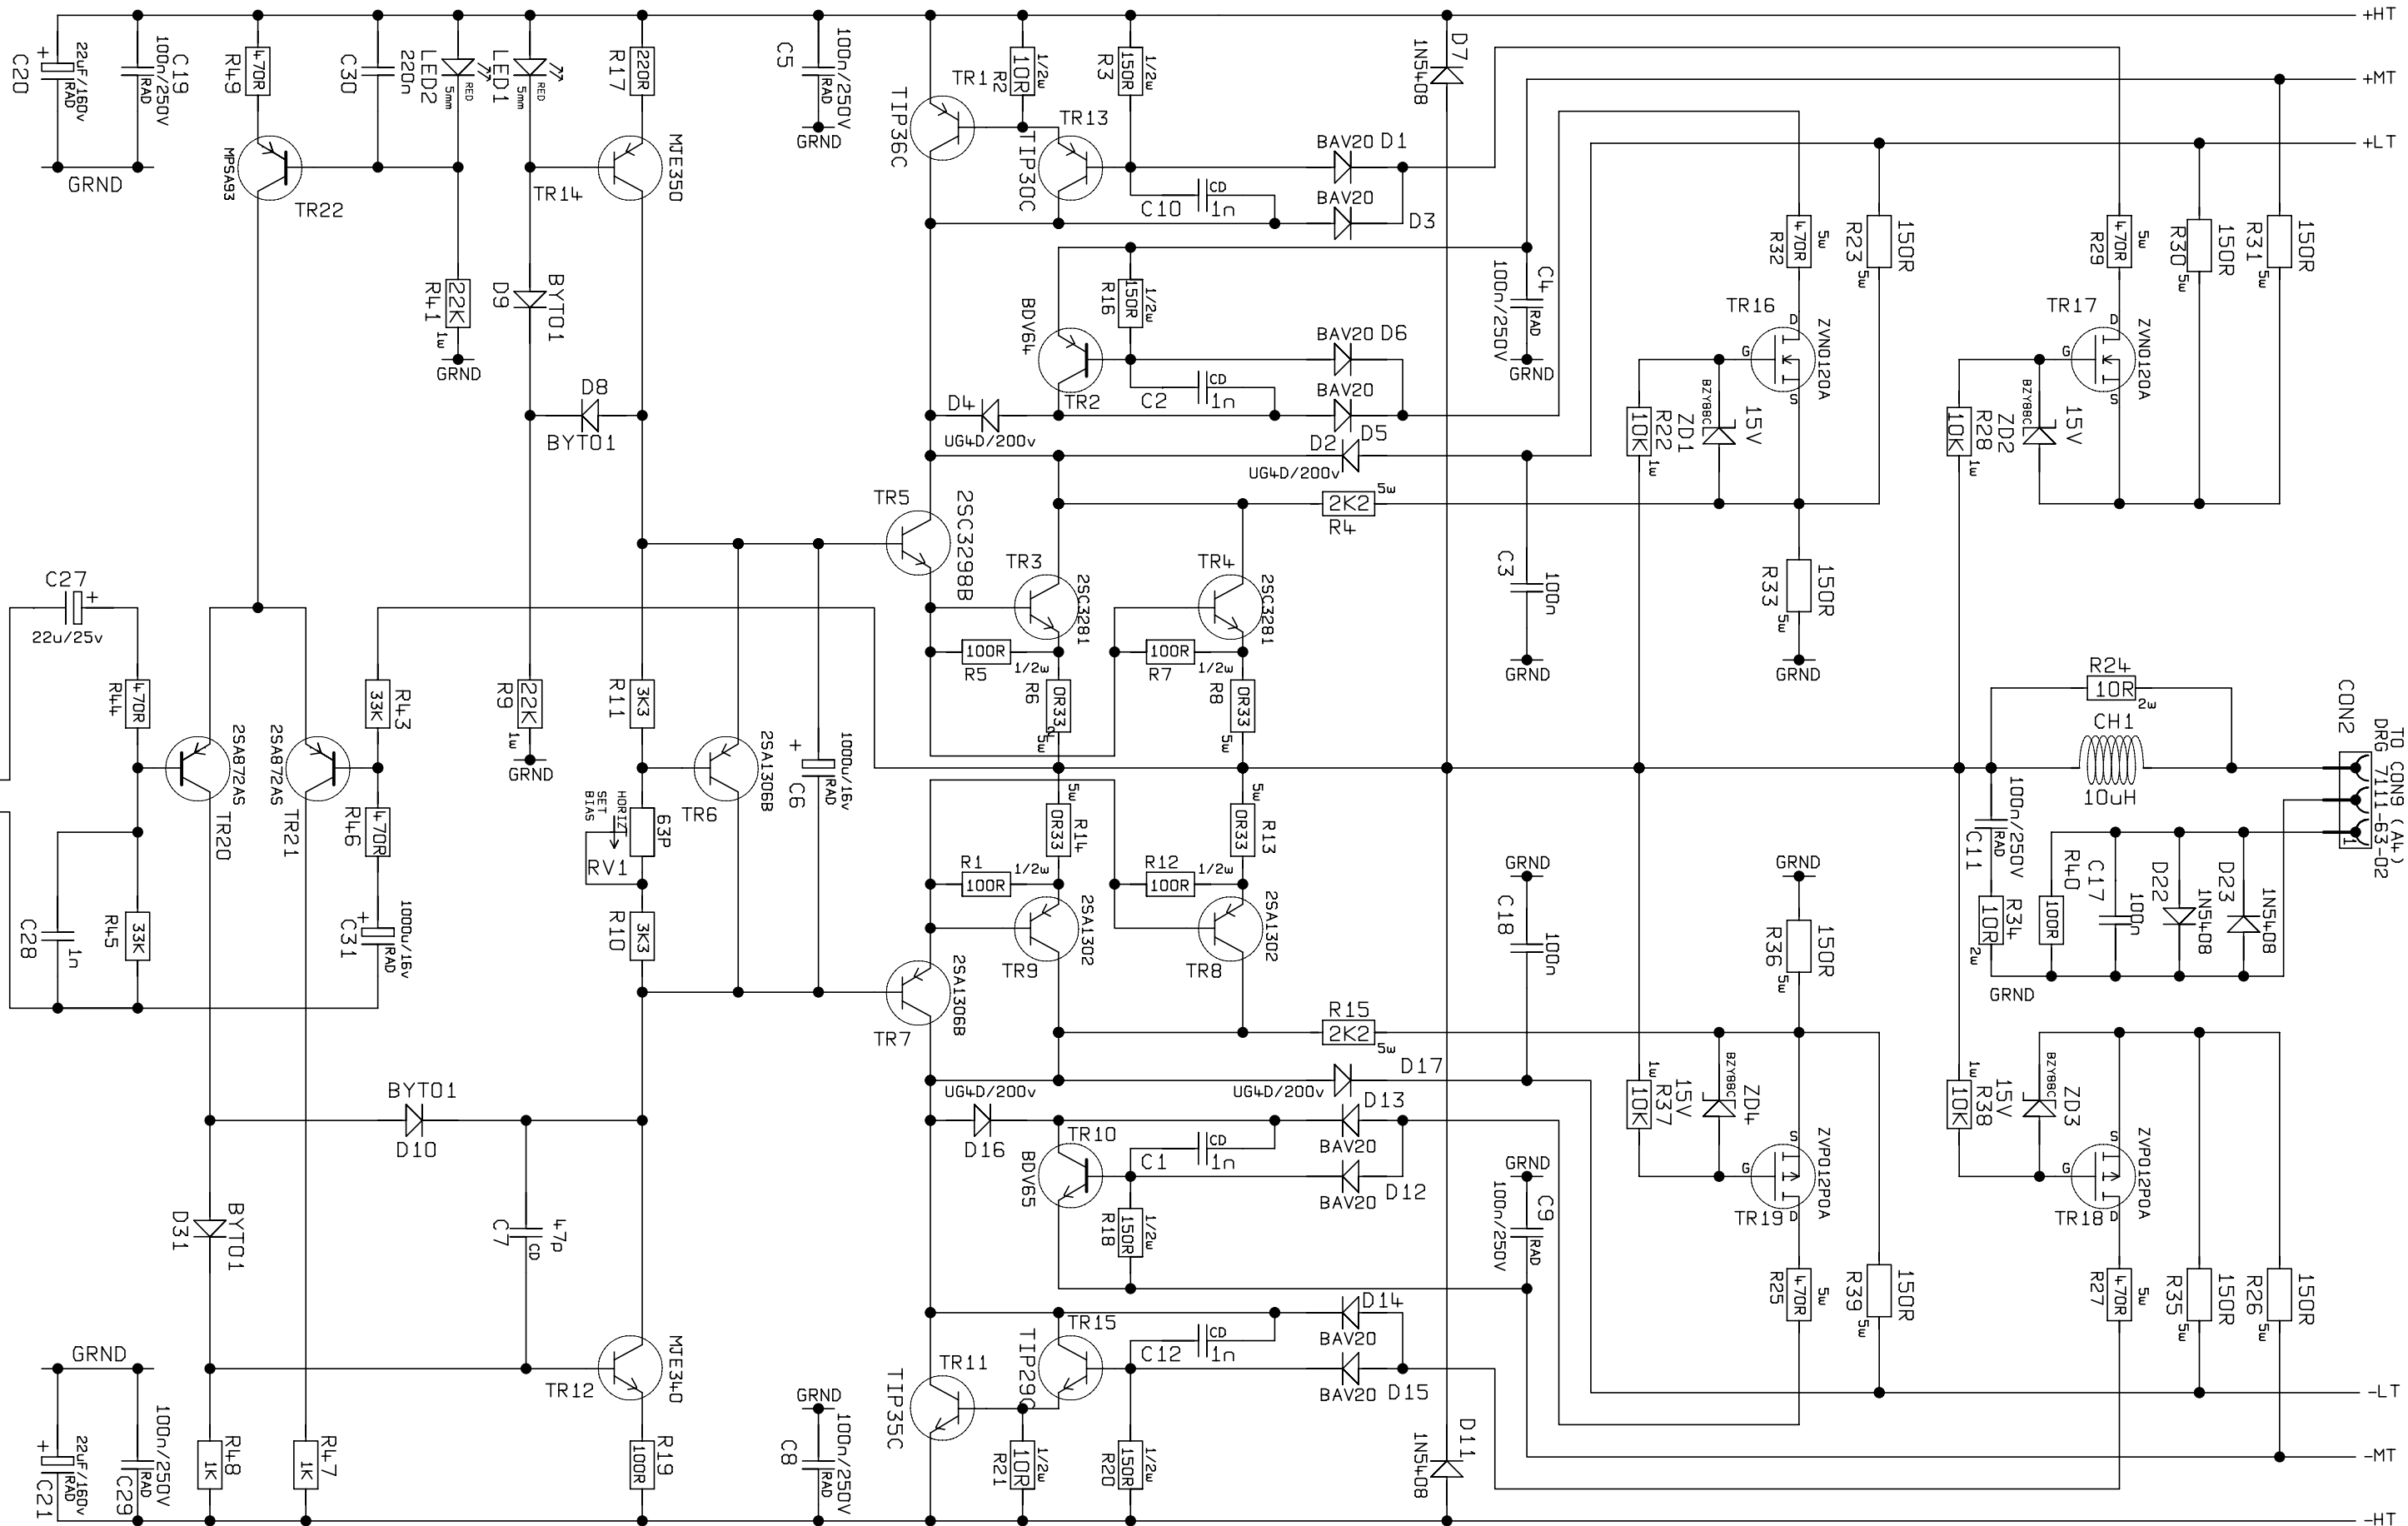 +HT
+MT
+LT
22uF/160v
RAD
C20
100n/250V
RAD
C19
GRND
470R
R49
MPSA93
TR22
C30
220n
LED2
RED
5mm
LED1
RED
5mm
220R
R17
MJE350
TR14
22K
R41
1w
GRND
D9
BYT01
D8
BYT01
C5
100n/250V
RAD
GRND
TR1
TIP36C
1/2w
10R
R2
TR13
TIP30C
1/2w
150R
R3
C10
CD
1n
BAV20 D1
BAV20
D3
D7
1N5408
BDV64
TR2
1/2w
150R
R16
C2
CD
1n
BAV20 D6
BAV20
D5
D4
UG4D/200v
D2
UG4D/200v
C4
100n/250V
RAD
GRND
5w
470R
R32
150R
R23
5w
5w
470R
R29
150R
R30
5w
150R
R31
5w
TR16
ZVN0120A
D
G
S
TR17
ZVN0120A
D
G
S
10K
R22
1w
ZD1
BZY88C
15V
10K
R28
1w
ZD2
BZY88C
15V
TR5
2SC3298B
TR3
2SC3281
TR4
2SC3281
2K2
5w
R4
C3
100n
GRND
150R
R33
5w
GRND
100R
R5
1/2w
100R
R7
1/2w
R6
0R33
5w
R8
0R33
5w
C27
22u/25v
470R
R44
33K
R43
2SA872AS
TR20
2SA872AS
TR21
470R
R46
C31
1000u/16v
RAD
C28
1n
33K
R45
R9
22K
1w
GRND
R11
3K3
SET
BIAS
HORIZ
63P
RV1
R10
3K3
2SA1306B
TR6
1000u/16v
RAD
C6
R24
10R
2w
CH1
10uH
CON2
TO CON9 (A4)
DRG 7111-63-02
1
C11
100n/250V
RAD
R34
10R
2w
R40
100R
C17
100n
D22
1N5408
D23
1N5408
GRND
R14
0R33
5w
R13
0R33
5w
R1
100R
1/2w
R12
100R
1/2w
2SA1302
TR9
2SA1302
TR8
2SA1306B
TR7
GRND
C18
100n
GRND
150R
R36
5w
R15
2K2
5w
D17
UG4D/200v
UG4D/200v
D16
BYT01
D10
D31
BYT01
C7
47p
CD
TR10
BDV65
C1
CD
1n
D13
BAV20
BAV20
D12
1/2w
150R
R18
GRND
C9
100n/250V
RAD
1w
10K
R37
15V
BZY88C
ZD4
ZVP0120A
TR19
S
G
D
1w
10K
R38
15V
BZY88C
ZD3
TR18
S
G
D
5w
470R
R25
150R
R39
5w
5w
470R
R27
150R
R35
5w
150R
R26
5w
TR15
TIP29C
C12
CD
1n
D14
BAV20
BAV20
D15
TR11
TIP35C
1/2w
10R
R21
1/2w
150R
R20
D11
1N5408
MJE340
TR12
R19
100R
GRND
C8
100n/250V
RAD
GRND
22uF/160v
RAD
C21
100n/250V
RAD
C29
R48
1K
R47
1K
-LT
-MT
-HT